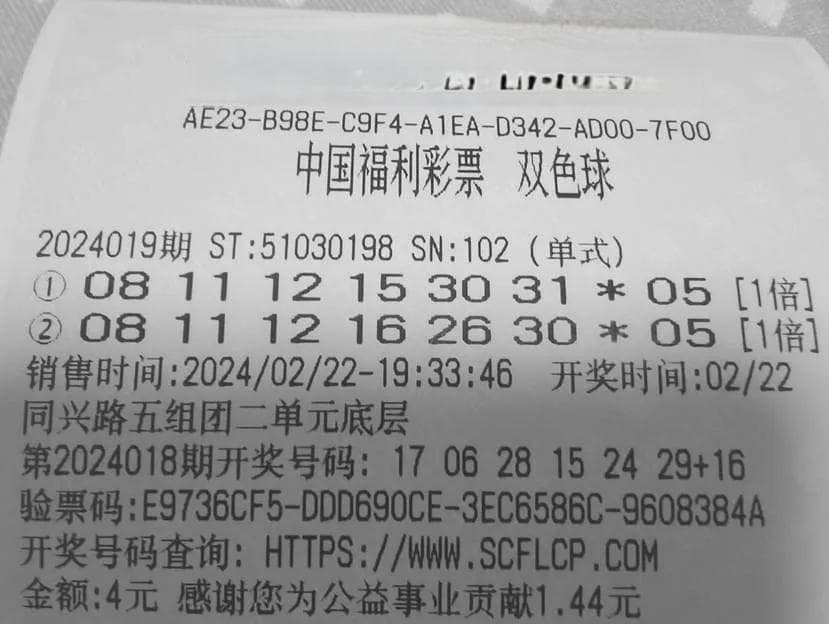 AE23-B98E-C9F4-A1EA-D342-AD00-7F00
中国福利彩票 双色球
2024019期 ST:51030198 SN:102 (单式)
① 08 11 12 15 30 31 * 05 [1倍]
② 08 11 12 16 26 30 * 05 [1倍]
销售时间:2024/02/22-19:33:46 开奖时间:02/22
同兴路五组团二单元底层
第2024018期开奖号码: 17 06 28 15 24 29+16
验票码:E9736CF5-DDD690CE-3EC6586C-9608384A
开奖号码查询: HTTPS://WWW.SCFLCP.COM
金额:4元 感谢您为公益事业贡献1.44元